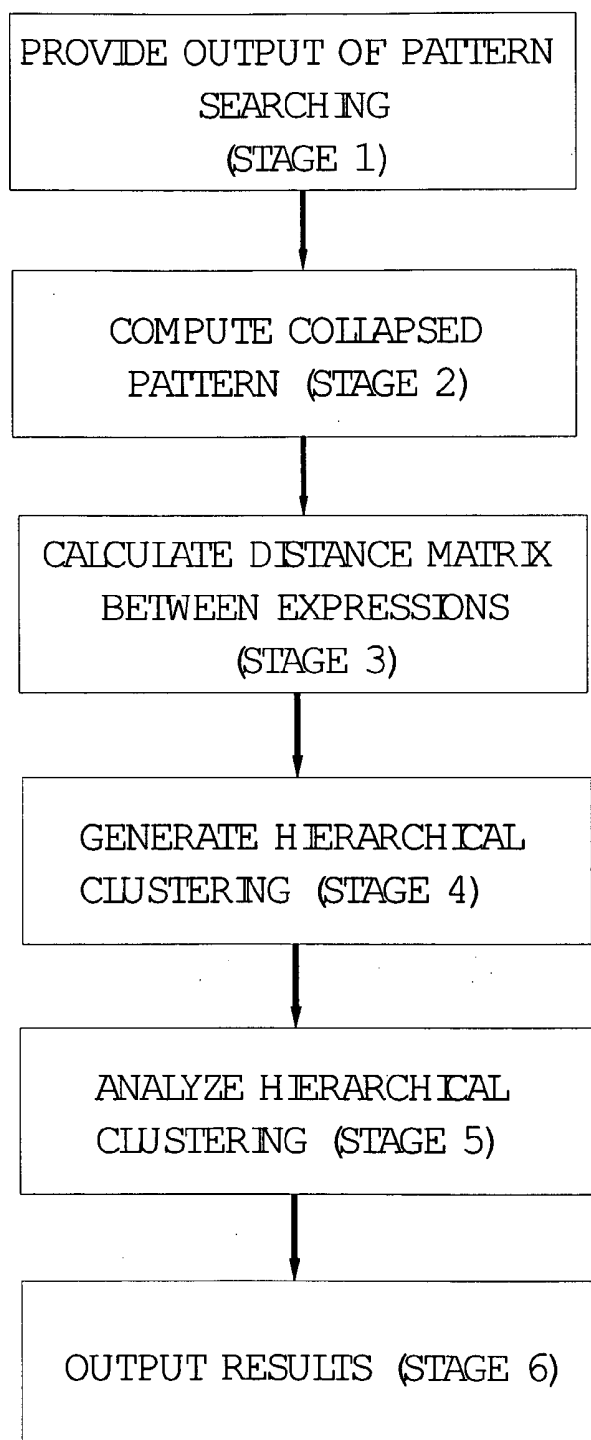 PROVIDE OUTPUT OF PATTERN
SEARCHING
(STAGE 1)
COMPUTE COLLAPSED
PATTERN (STAGE 2)
CALCULATE DISTANCE MATRIX
BETWEEN EXPRESSIONS
(STAGE 3)
GENERATE HIERARCHICAL
CLUSTERING (STAGE 4)
ANALYZE HIERARCHICAL
CLUSTERING (STAGE 5)
OUTPUT RESULTS (STAGE 6)